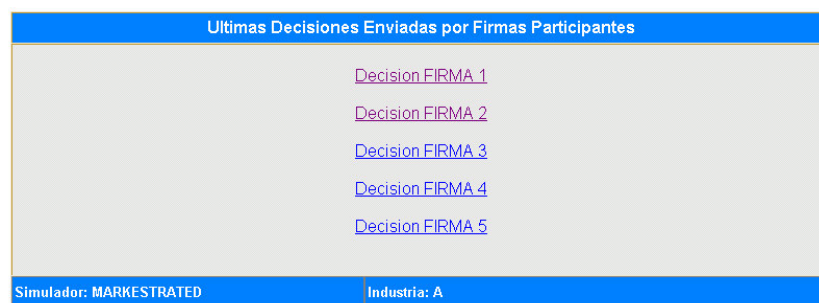 Ultimas Decisiones Enviadas por Firmas Participantes
Decision FIRMA 1
Decision FIRMA 2
Decision FIRMA 3
Decision FIRMA 4
Decision FIRMA 5
Simulador: MARKESTRATED Industria: A